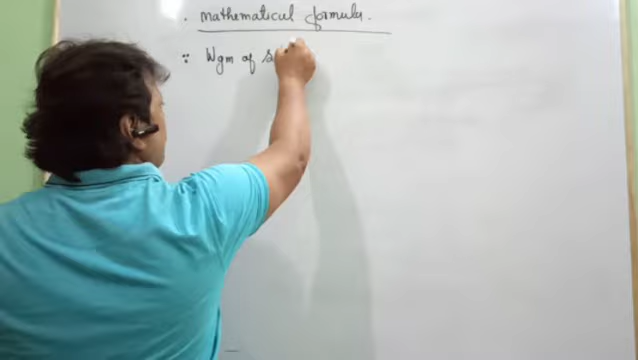 . Mathematical formula.
∵ Wgm of